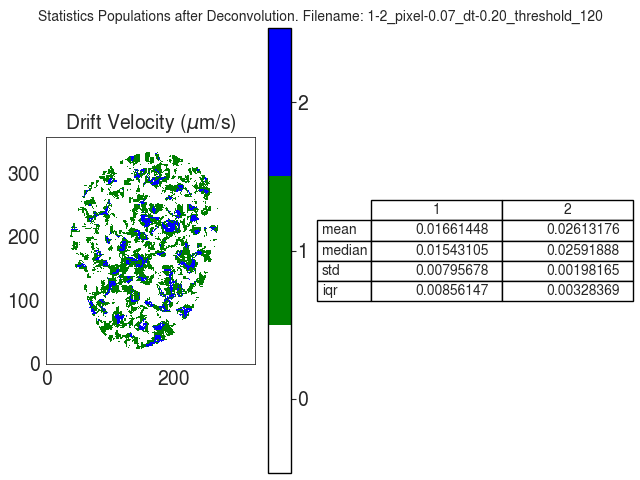 Statistics Populations after Deconvolution. Filename: 1-2_pixel-0.07_dt-0.20_threshold_120
Drift Velocity (μm/s)
300
200
100
0
0 200
2
1
0
1 2
mean 0.01661448 0.02613176
median 0.01543105 0.02591888
std 0.00795678 0.00198165
iqr 0.00856147 0.00328369